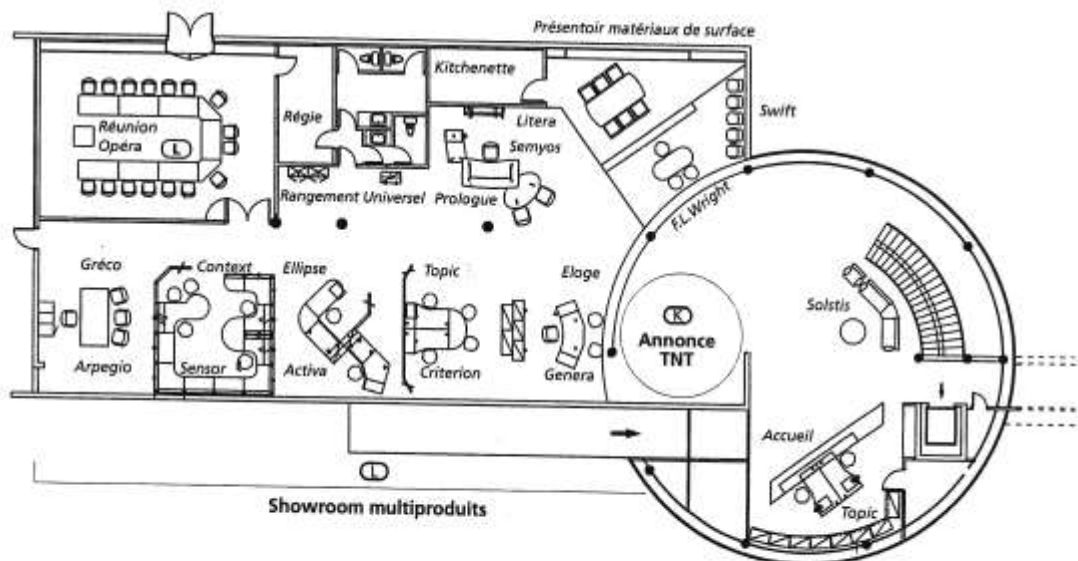 Présentoir matériaux de surface
Kitchenette
Régie
Litera
Swift
Réunion
Opéra
L
Semyos
Rangement Universel
Prologue
F.L.Wright
Gréco
Context
Ellipse
Topic
Eloge
Solstis
K
Annonce
TNT
Arpegio
Sensor
Activa
Criterion
Genera
Accueil
L
Showroom multiproduits
Topic